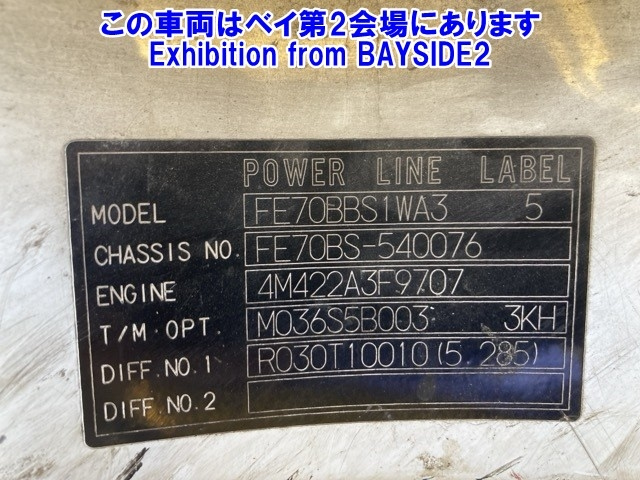 この車両はベイ第2会場にあります
Exhibition from BAYSIDE2
POWER LINE LABEL
MODEL FE70BBS1WA3 5
CHASSIS NO. FE70BS-540076
ENGINE 4M422A3F9707
T/M OPT. M036S5B003 3KH
DIFF.NO.1 R030T10010(5 285)
DIFF.NO.2